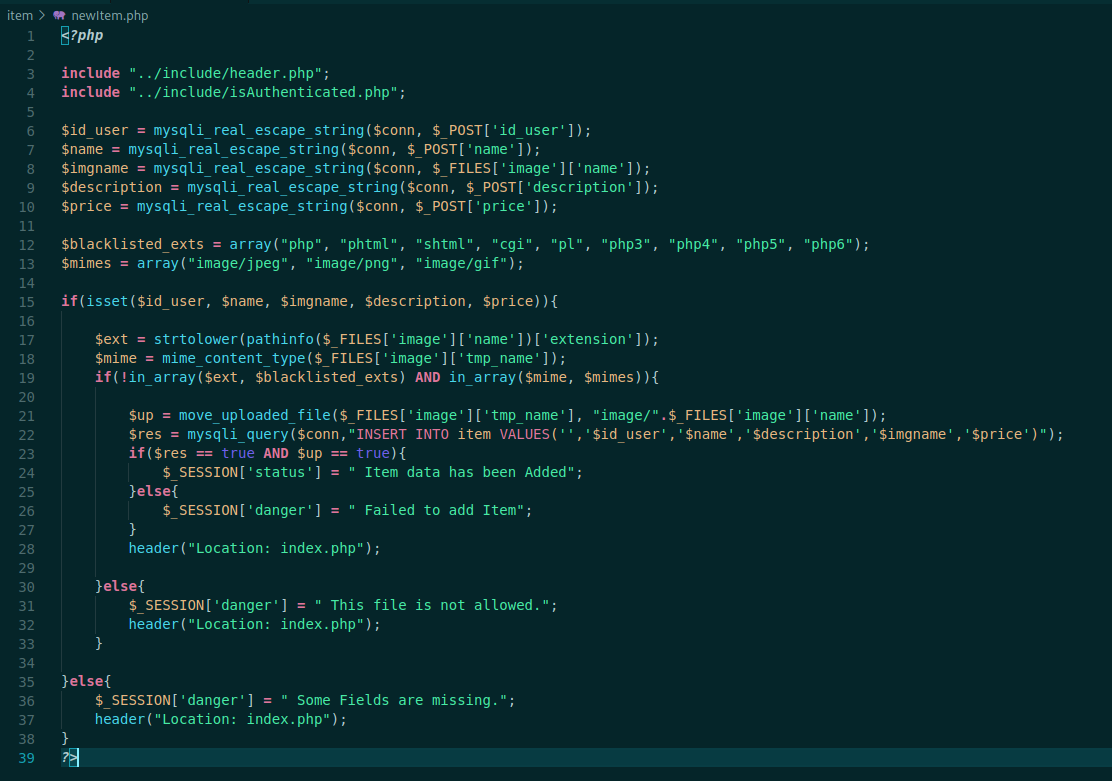 item > newItem.php
1 <?php
2
3 include "../include/header.php";
4 include "../include/isAuthenticated.php";
5
6 $id_user = mysqli_real_escape_string($conn, $_POST['id_user']);
7 $name = mysqli_real_escape_string($conn, $_POST['name']);
8 $imgname = mysqli_real_escape_string($conn, $_FILES['image']['name']);
9 $description = mysqli_real_escape_string($conn, $_POST['description']);
10 $price = mysqli_real_escape_string($conn, $_POST['price']);
11
12 $blacklisted_exts = array("php", "phtml", "shtml", "cgi", "pl", "php3", "php4", "php5", "php6");
13 $mimes = array("image/jpeg", "image/png", "image/gif");
14
15 if(isset($id_user, $name, $imgname, $description, $price)){
16
17     $ext = strtolower(pathinfo($_FILES['image']['name'])['extension']);
18     $mime = mime_content_type($_FILES['image']['tmp_name']);
19     if(!in_array($ext, $blacklisted_exts) AND in_array($mime, $mimes)){
20
21         $up = move_uploaded_file($_FILES['image']['tmp_name'], "image/".$_FILES['image']['name']);
22         $res = mysqli_query($conn,"INSERT INTO item VALUES('','$id_user','$name','$description','$imgname','$price')");
23         if($res == true AND $up == true){
24             $_SESSION['status'] = " Item data has been Added";
25         }else{
26             $_SESSION['danger'] = " Failed to add Item";
27         }
28         header("Location: index.php");
29
30     }else{
31         $_SESSION['danger'] = " This file is not allowed.";
32         header("Location: index.php");
33     }
34
35 }else{
36     $_SESSION['danger'] = " Some Fields are missing.";
37     header("Location: index.php");
38 }
39 ?>